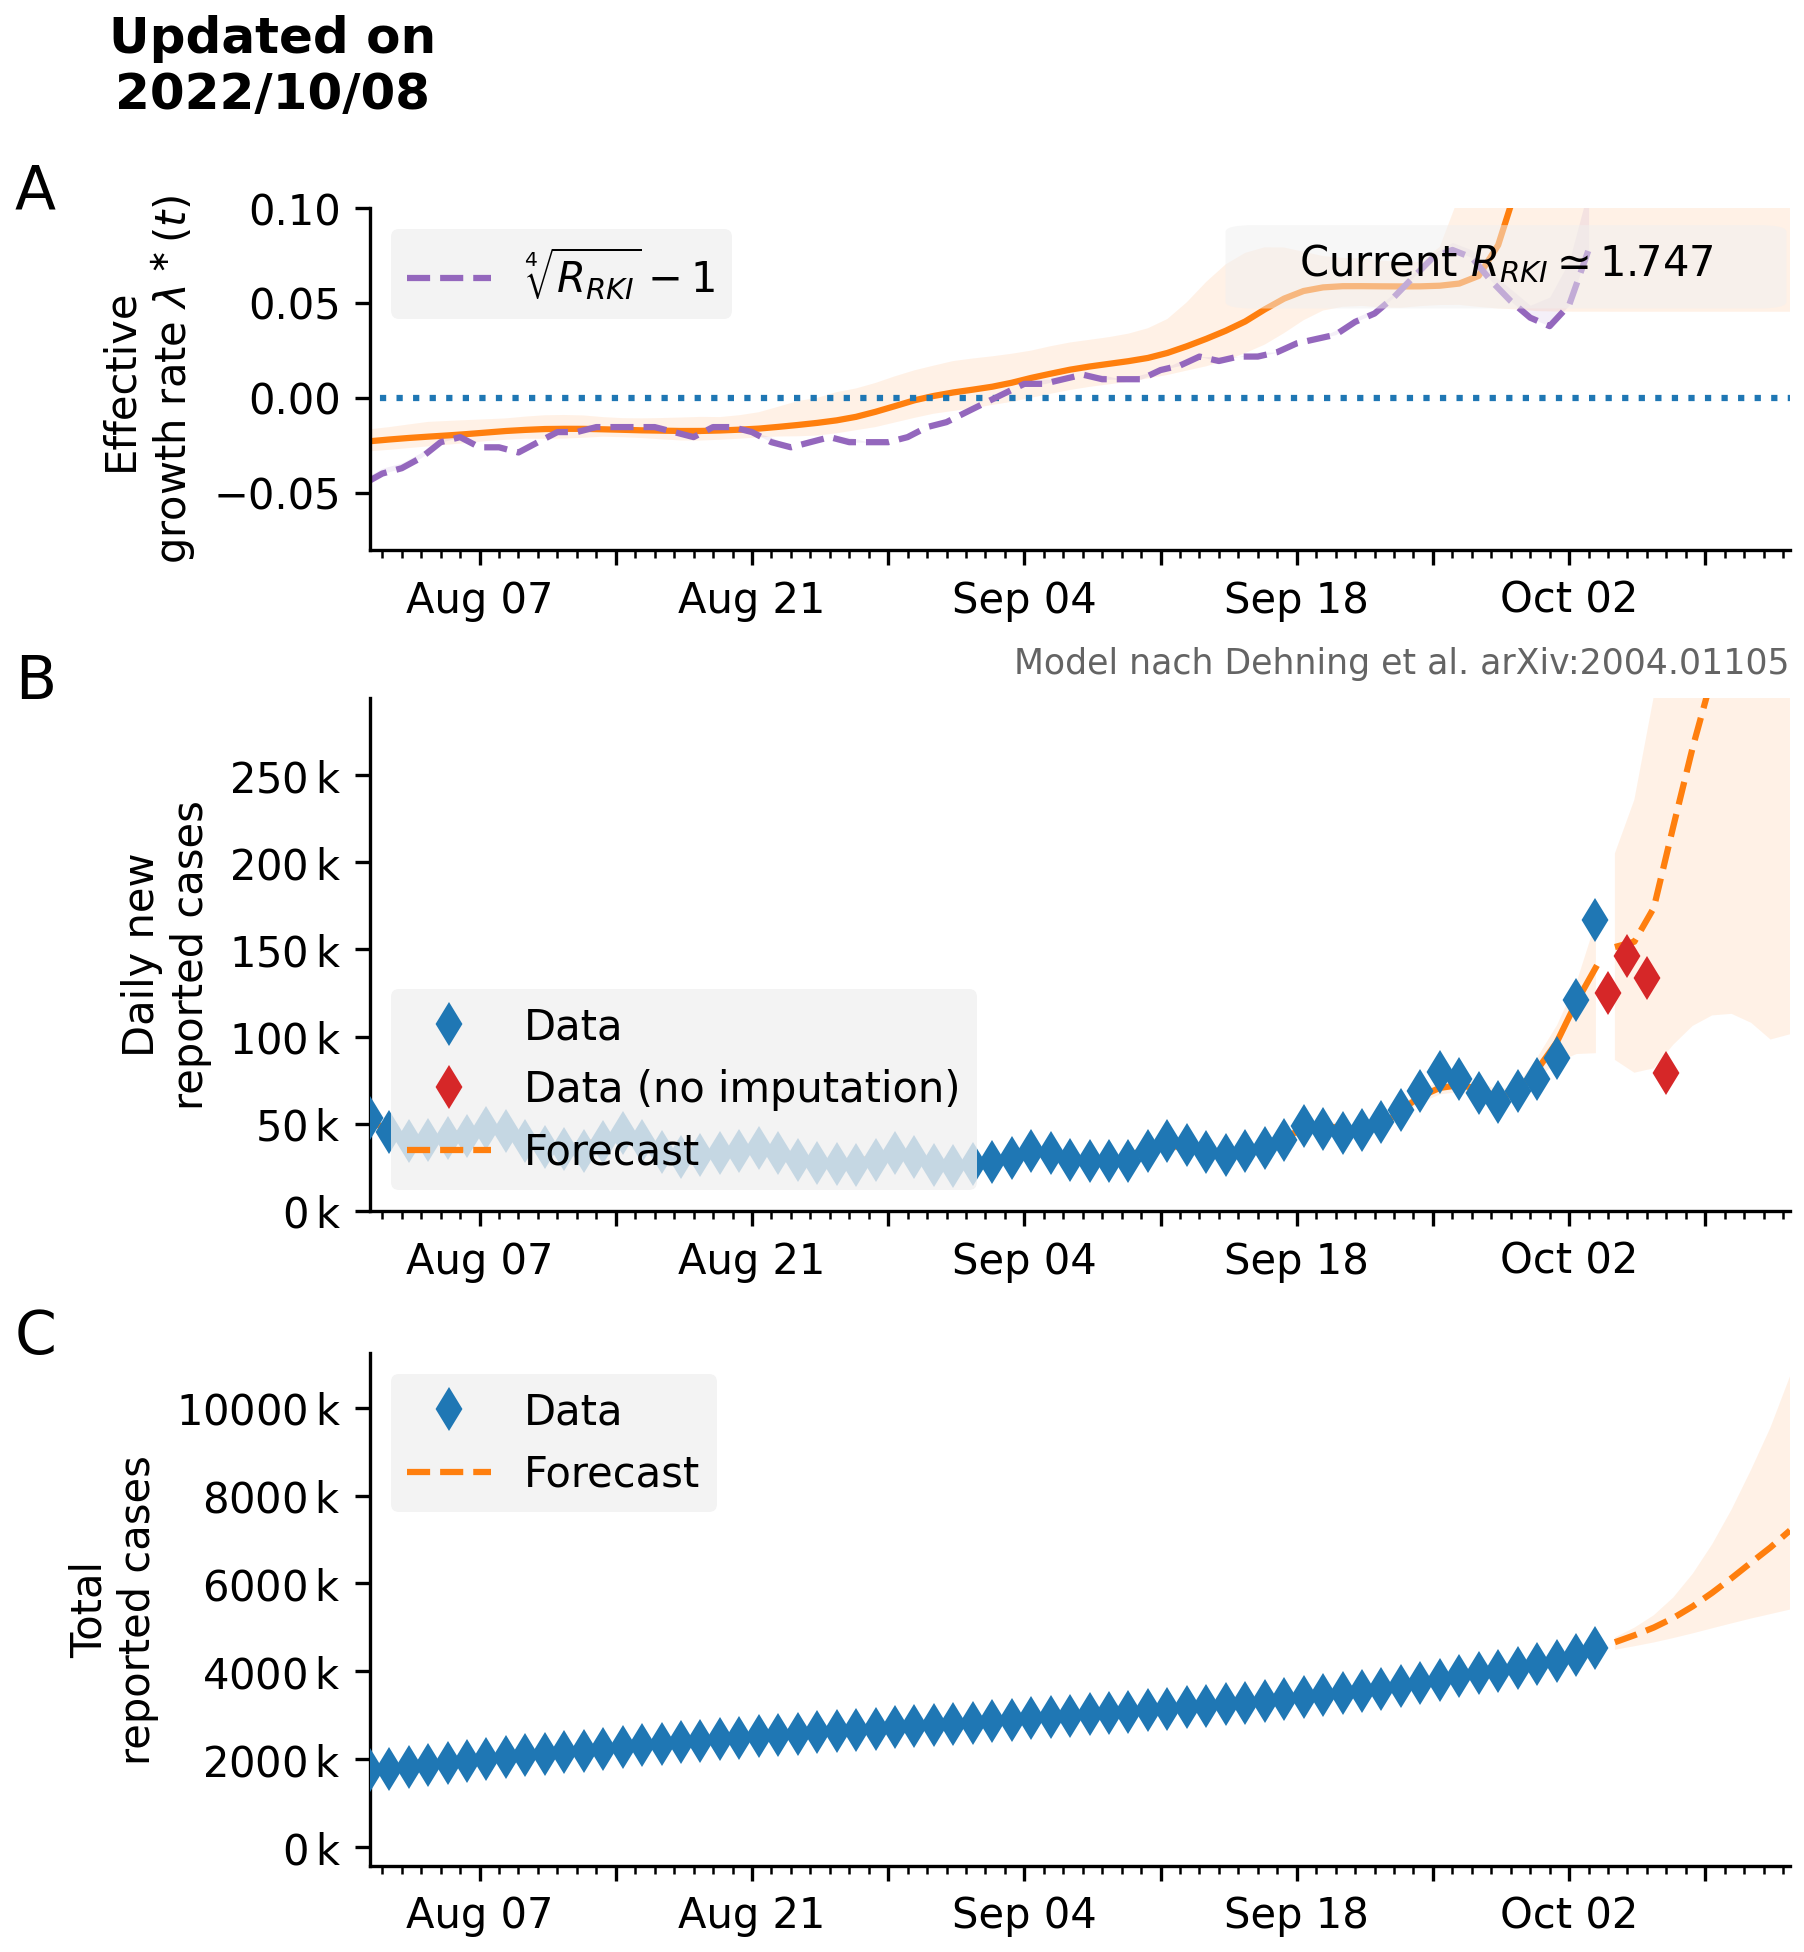 Updated on
2022/10/08
A
Effective
growth rate λ * (t)
0.10
0.05
0.00
−0.05
∜R_RKI − 1
Current R_RKI ≃ 1.747
Aug 07
Aug 21
Sep 04
Sep 18
Oct 02
Model nach Dehning et al. arXiv:2004.01105
B
Daily new
reported cases
250 k
200 k
150 k
100 k
50 k
0 k
Data
Data (no imputation)
Forecast
Aug 07
Aug 21
Sep 04
Sep 18
Oct 02
C
Total
reported cases
10000 k
8000 k
6000 k
4000 k
2000 k
0 k
Data
Forecast
Aug 07
Aug 21
Sep 04
Sep 18
Oct 02